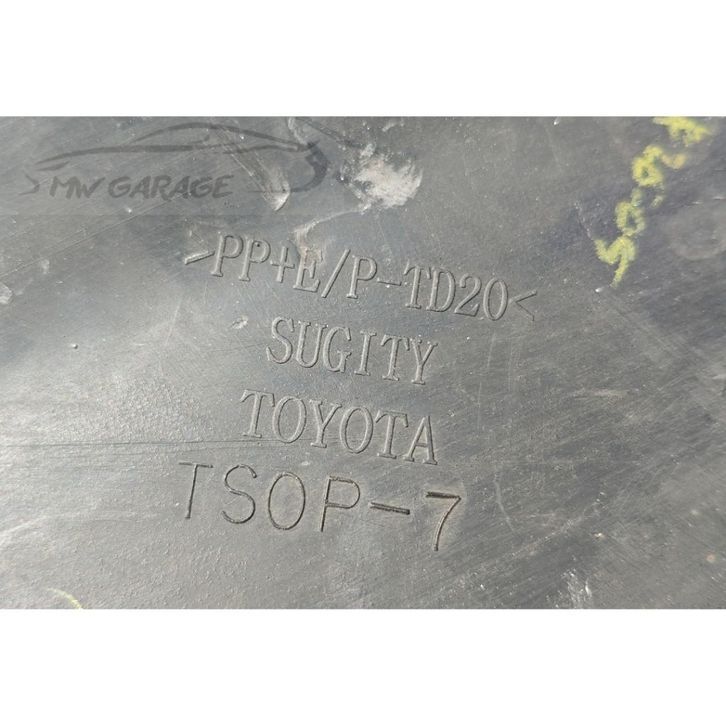 MW GARAGE
>PP+E/P-TD20<
SUGITY
TOYOTA
TSOP-7